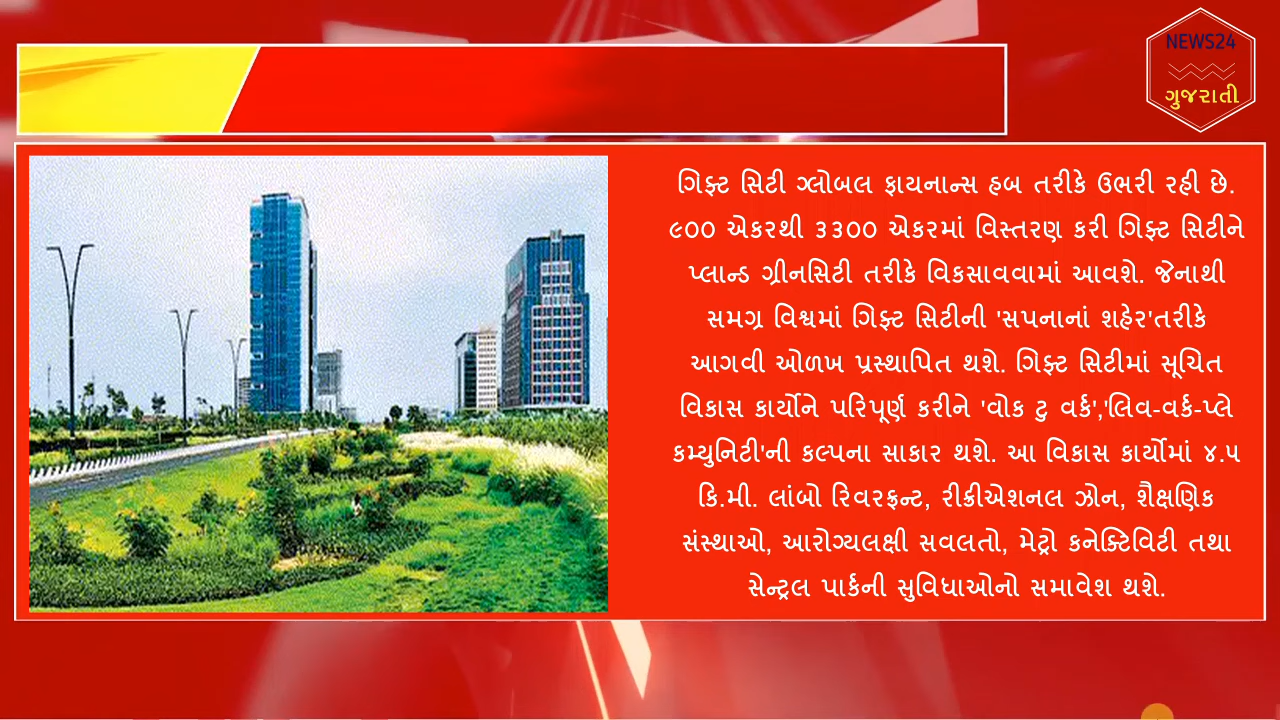 NEWS24
ગુજરાતી
ગિફ્ટ સિટી ગ્લોબલ ફાયનાન્સ હબ તરીકે ઉભરી રહી છે.
૯૦૦ એકરથી ૩૩૦૦ એકરમાં વિસ્તરણ કરી ગિફ્ટ સિટીને
પ્લાન્ડ ગ્રીનસિટી તરીકે વિકસાવવામાં આવશે. જેનાથી
સમગ્ર વિશ્વમાં ગિફ્ટ સિટીની 'સપનાનાં શહેર'તરીકે
આગવી ઓળખ પ્રસ્થાપિત થશે. ગિફ્ટ સિટીમાં સૂચિત
વિકાસ કાર્યોને પરિપૂર્ણ કરીને 'વોક ટુ વર્ક','લિવ-વર્ક-પ્લે
કમ્યુનિટી'ની કલ્પના સાકાર થશે. આ વિકાસ કાર્યોમાં ૪.૫
કિ.મી. લાંબો રિવરફ્રન્ટ, રીક્રીએશનલ ઝોન, શૈક્ષણિક
સંસ્થાઓ, આરોગ્યલક્ષી સવલતો, મેટ્રો કનેક્ટિવિટી તથા
સેન્ટ્રલ પાર્કની સુવિધાઓનો સમાવેશ થશે.